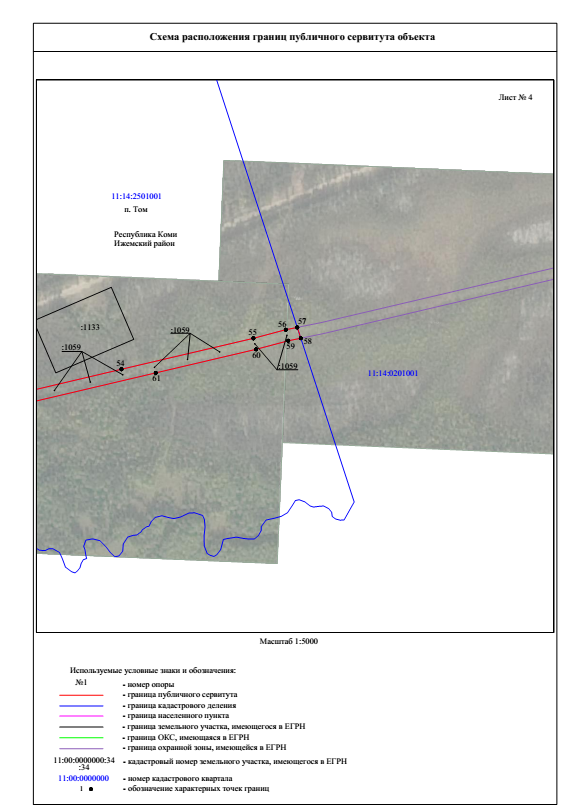 Схема расположения границ публичного сервитута объекта
Лист № 4
11:14:2501001
п. Том
Республика Коми
Ижемский район
:1133
:1059
:1059
54
61
55
60
56
57
59
58
:1059
11:14:0201001
Масштаб 1:5000
Используемые условные знаки и обозначения:
№1 - номер опоры
- граница публичного сервитута
- граница кадастрового деления
- граница населенного пункта
- граница земельного участка, имеющегося в ЕГРН
- граница ОКС, имеющаяся в ЕГРН
- граница охранной зоны, имеющейся в ЕГРН
11:00:0000000:34 - кадастровый номер земельного участка, имеющегося в ЕГРН
:34
11:00:0000000 - номер кадастрового квартала
1 - обозначение характерных точек границ